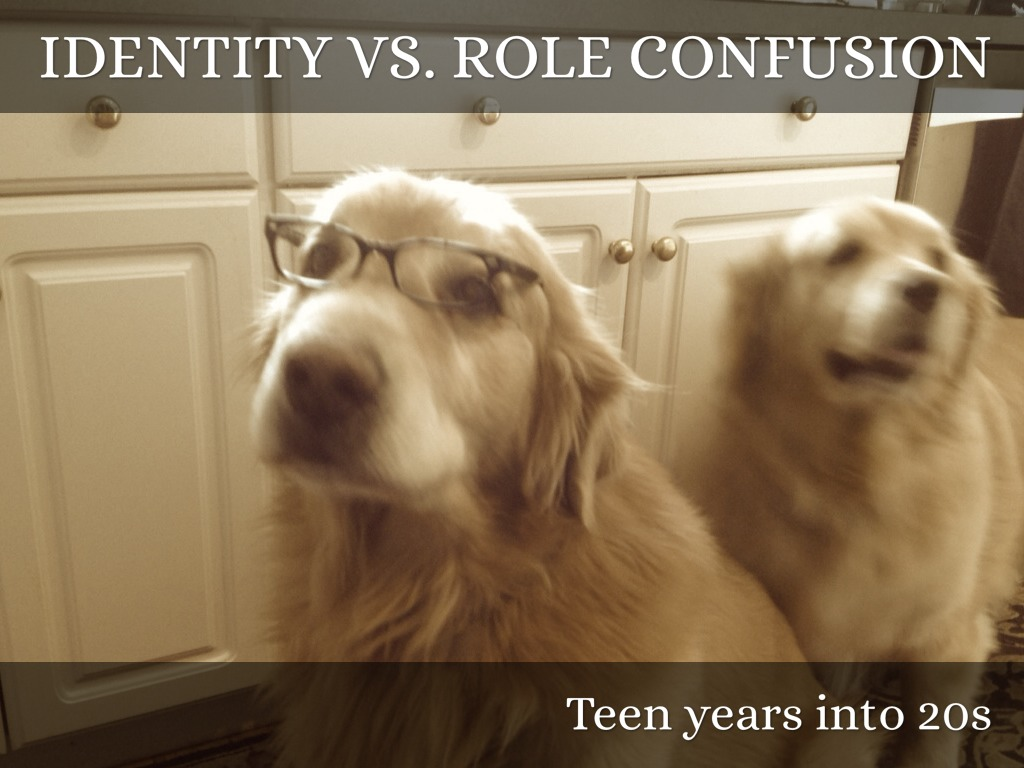 IDENTITY VS. ROLE CONFUSION
Teen years into 20s